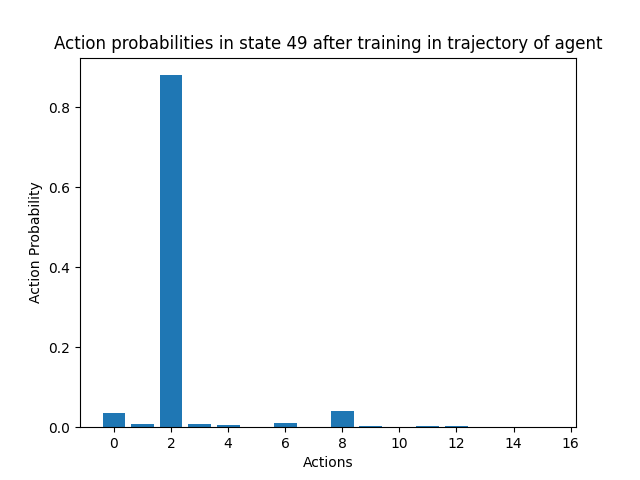 Action probabilities in state 49 after training in trajectory of agent
0.8
0.6
0.4
0.2
0.0
Action Probability
0 2 4 6 8 10 12 14 16
Actions